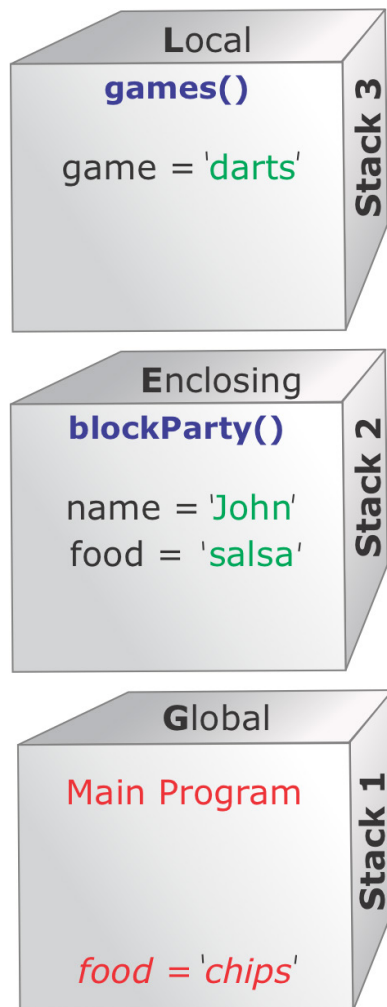 Local
games()
game = 'darts'
Stack 3
Enclosing
blockParty()
name = 'John'
food = 'salsa'
Stack 2
Global
Main Program
food = 'chips'
Stack 1